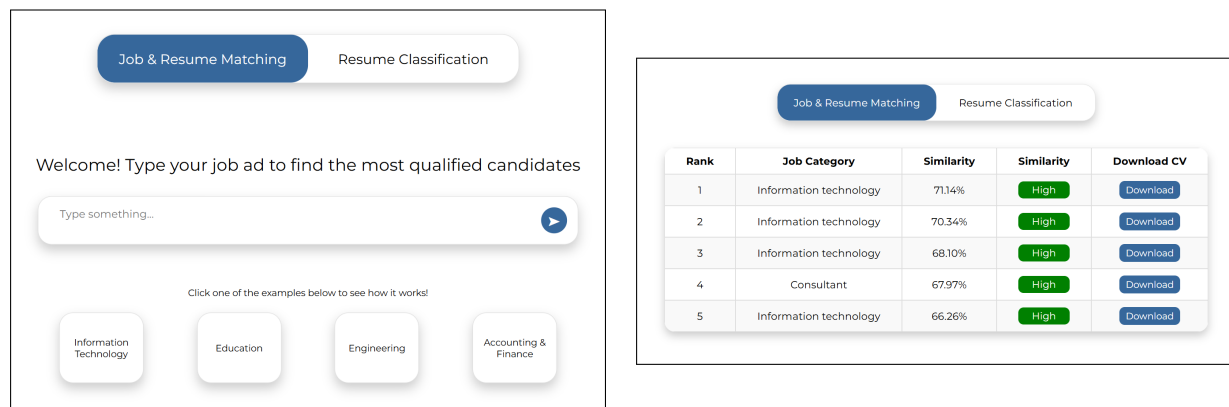 Job & Resume Matching Resume Classification
Welcome! Type your job ad to find the most qualified candidates
Type something...
Click one of the examples below to see how it works!
Information
Technology
Education
Engineering
Accounting &
Finance
Job & Resume Matching Resume Classification
Rank Job Category Similarity Similarity Download CV
1 Information technology 71.14% High Download
2 Information technology 70.34% High Download
3 Information technology 68.10% High Download
4 Consultant 67.97% High Download
5 Information technology 66.26% High Download